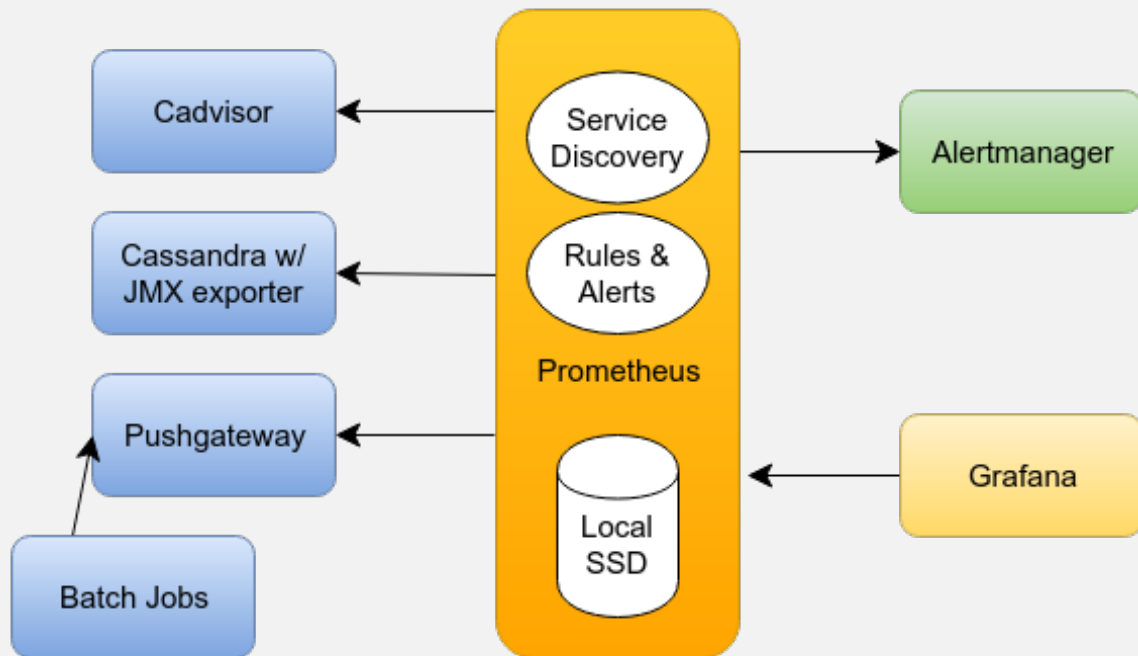 Cadvisor
Cassandra w/
JMX exporter
Pushgateway
Batch Jobs
Service
Discovery
Rules &
Alerts
Prometheus
Local
SSD
Alertmanager
Grafana